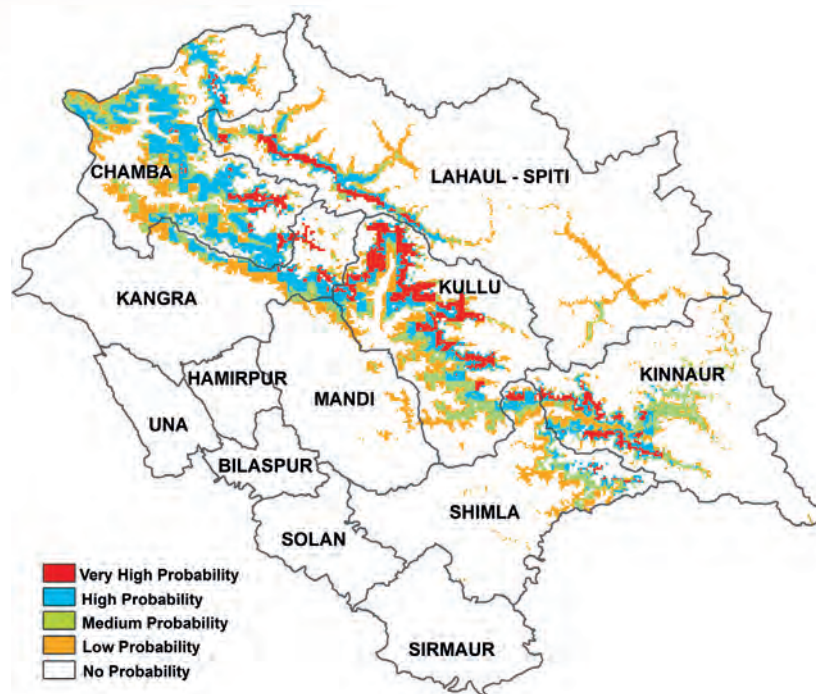 CHAMBA
LAHAUL - SPITI
KANGRA
KULLU
KINNAUR
HAMIRPUR
MANDI
UNA
BILASPUR
SHIMLA
SOLAN
SIRMAUR
Very High Probability
High Probability
Medium Probability
Low Probability
No Probability